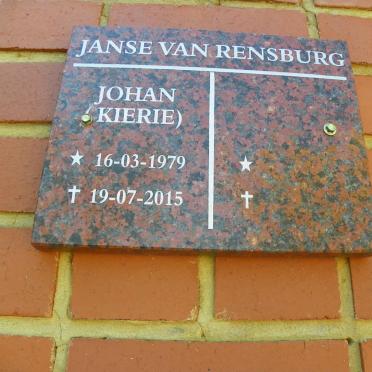 JANSE VAN RENSBURG
JOHAN
(KIERIE)
★ 16-03-1979
✝ 19-07-2015
★
✝